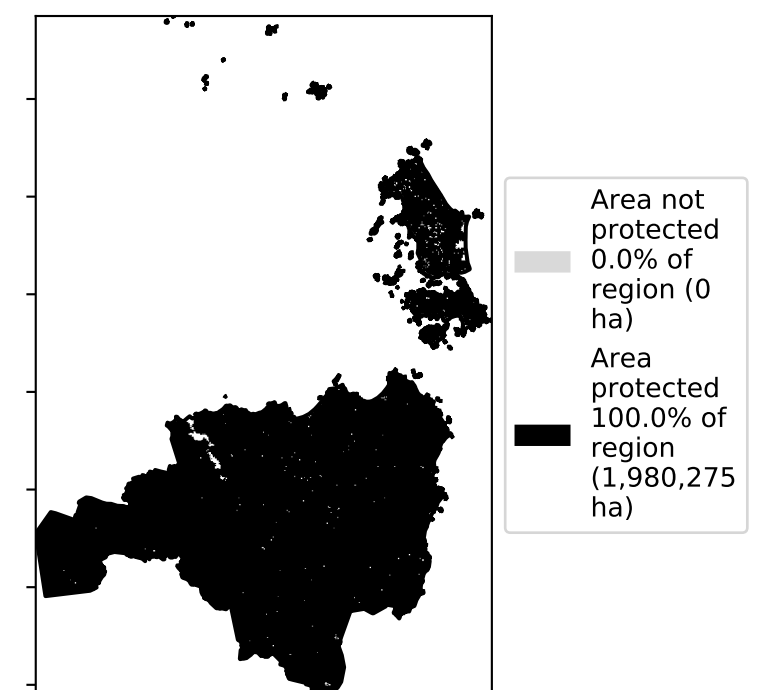 Area not
protected
0.0% of
region (0
ha)
Area
protected
100.0% of
region
(1,980,275
ha)